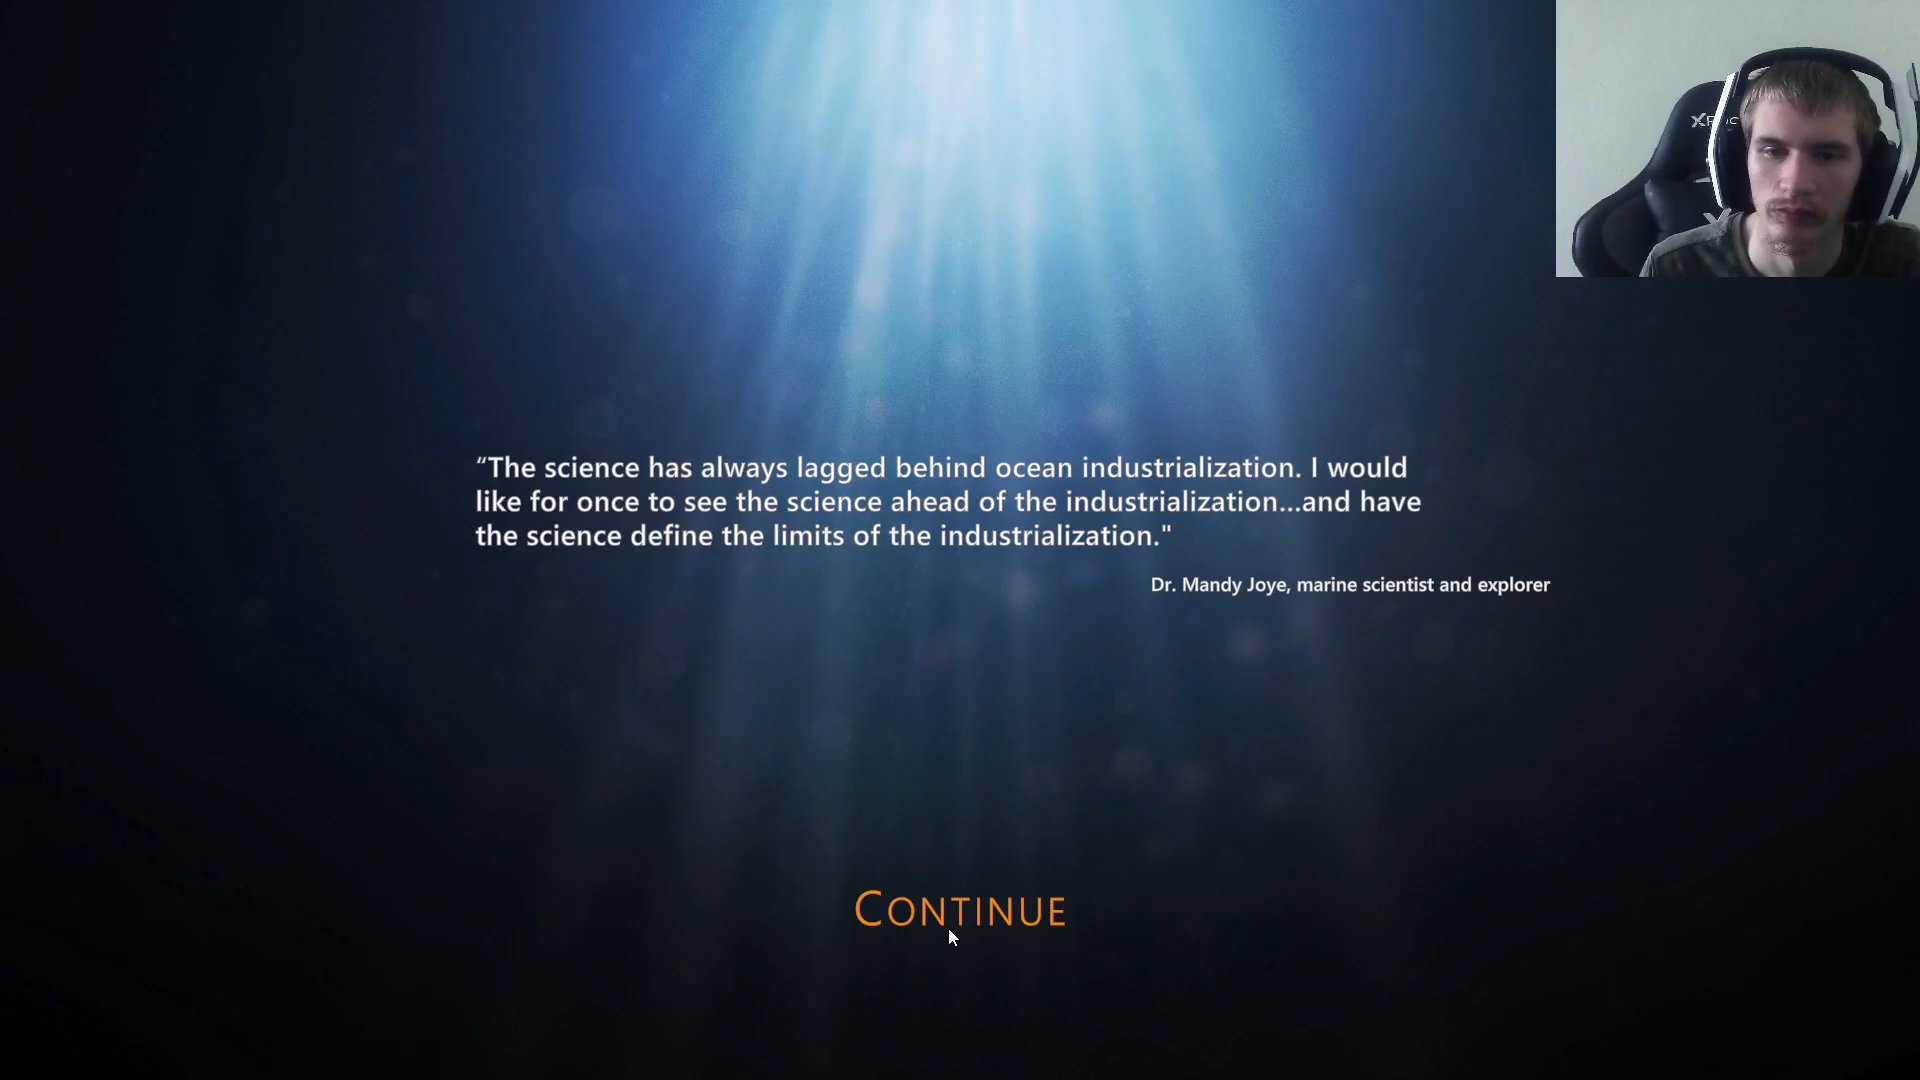 “The science has always lagged behind ocean industrialization. I would
like for once to see the science ahead of the industrialization...and have
the science define the limits of the industrialization."
Dr. Mandy Joye, marine scientist and explorer
CONTINUE